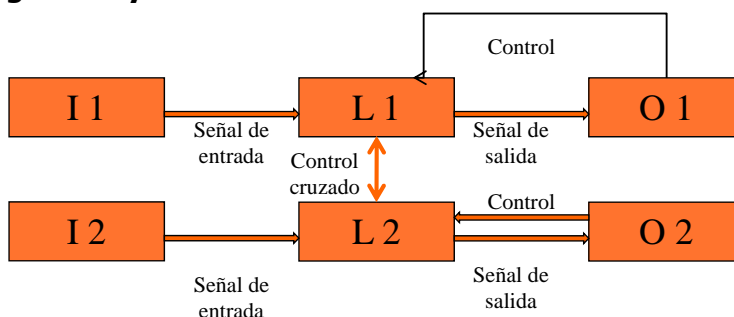 Control
I 1
L 1
O 1
Señal de
entrada
Señal de
salida
Control
cruzado
Control
I 2
L 2
O 2
Señal de
entrada
Señal de
salida